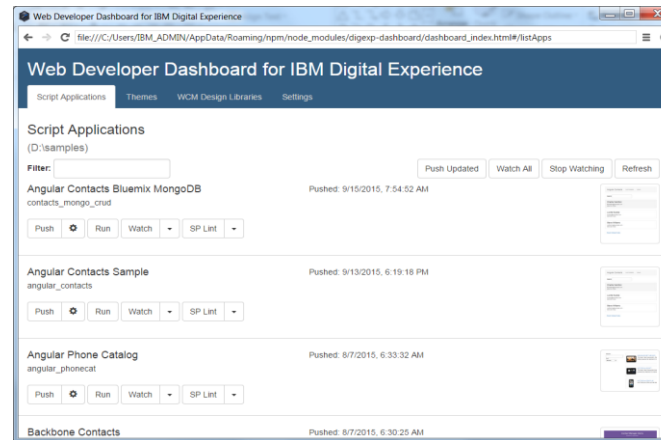 Web Developer Dashboard for IBM Digital Experience
file:///C:/Users/IBM_ADMIN/AppData/Roaming/npm/node_modules/digexp-dashboard/dashboard_index.html#/listApps
Web Developer Dashboard for IBM Digital Experience
Script Applications Themes WCM Design Libraries Settings
Script Applications
(D:\samples)
Filter: Push Updated Watch All Stop Watching Refresh
Angular Contacts Bluemix MongoDB Pushed: 9/15/2015, 7:54:52 AM
contacts_mongo_crud
Push Run Watch SP Lint
Angular Contacts Sample Pushed: 9/13/2015, 6:19:18 PM
angular_contacts
Push Run Watch SP Lint
Angular Phone Catalog Pushed: 8/7/2015, 6:33:32 AM
angular_phonecat
Push Run Watch SP Lint
Backbone Contacts Pushed: 8/7/2015, 6:30:25 AM